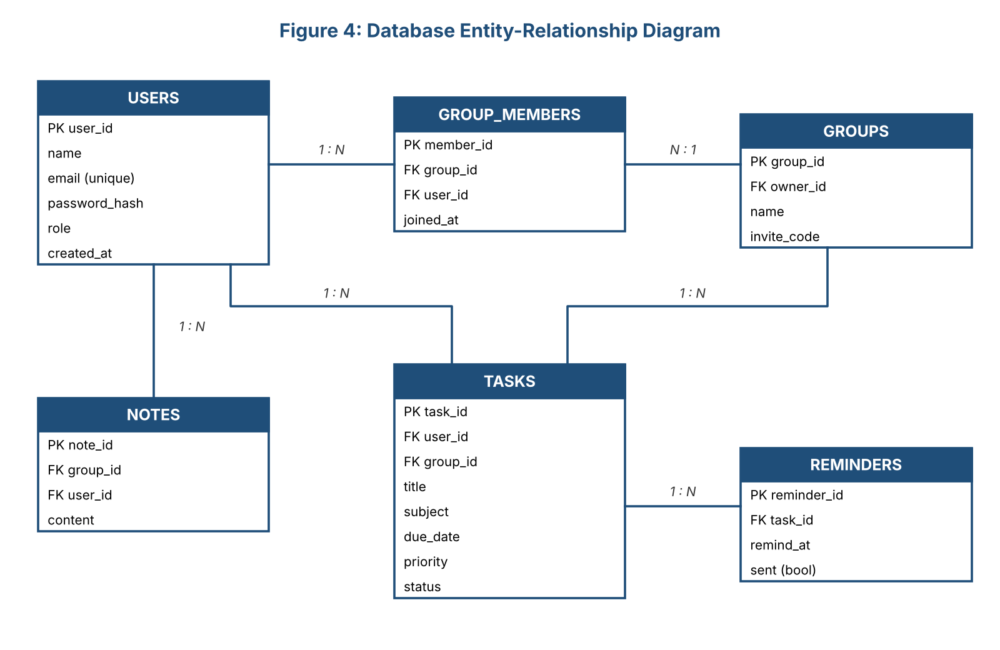 Figure 4: Database Entity-Relationship Diagram
USERS
PK user_id
name
email (unique)
password_hash
role
created_at
1 : N
GROUP_MEMBERS
PK member_id
FK group_id
FK user_id
joined_at
N : 1
GROUPS
PK group_id
FK owner_id
name
invite_code
1 : N
1 : N
1 : N
NOTES
PK note_id
FK group_id
FK user_id
content
TASKS
PK task_id
FK user_id
FK group_id
title
subject
due_date
priority
status
1 : N
REMINDERS
PK reminder_id
FK task_id
remind_at
sent (bool)